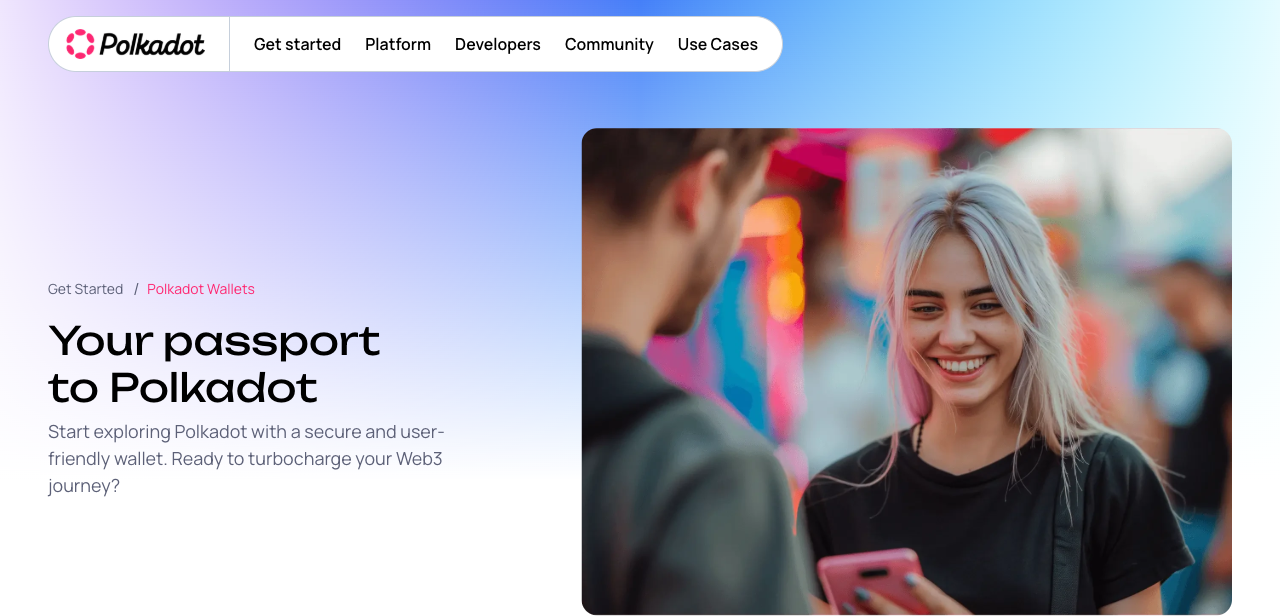 Polkadot
Get started
Platform
Developers
Community
Use Cases
Get Started / Polkadot Wallets
Your passport
to Polkadot
Start exploring Polkadot with a secure and user-
friendly wallet. Ready to turbocharge your Web3
journey?